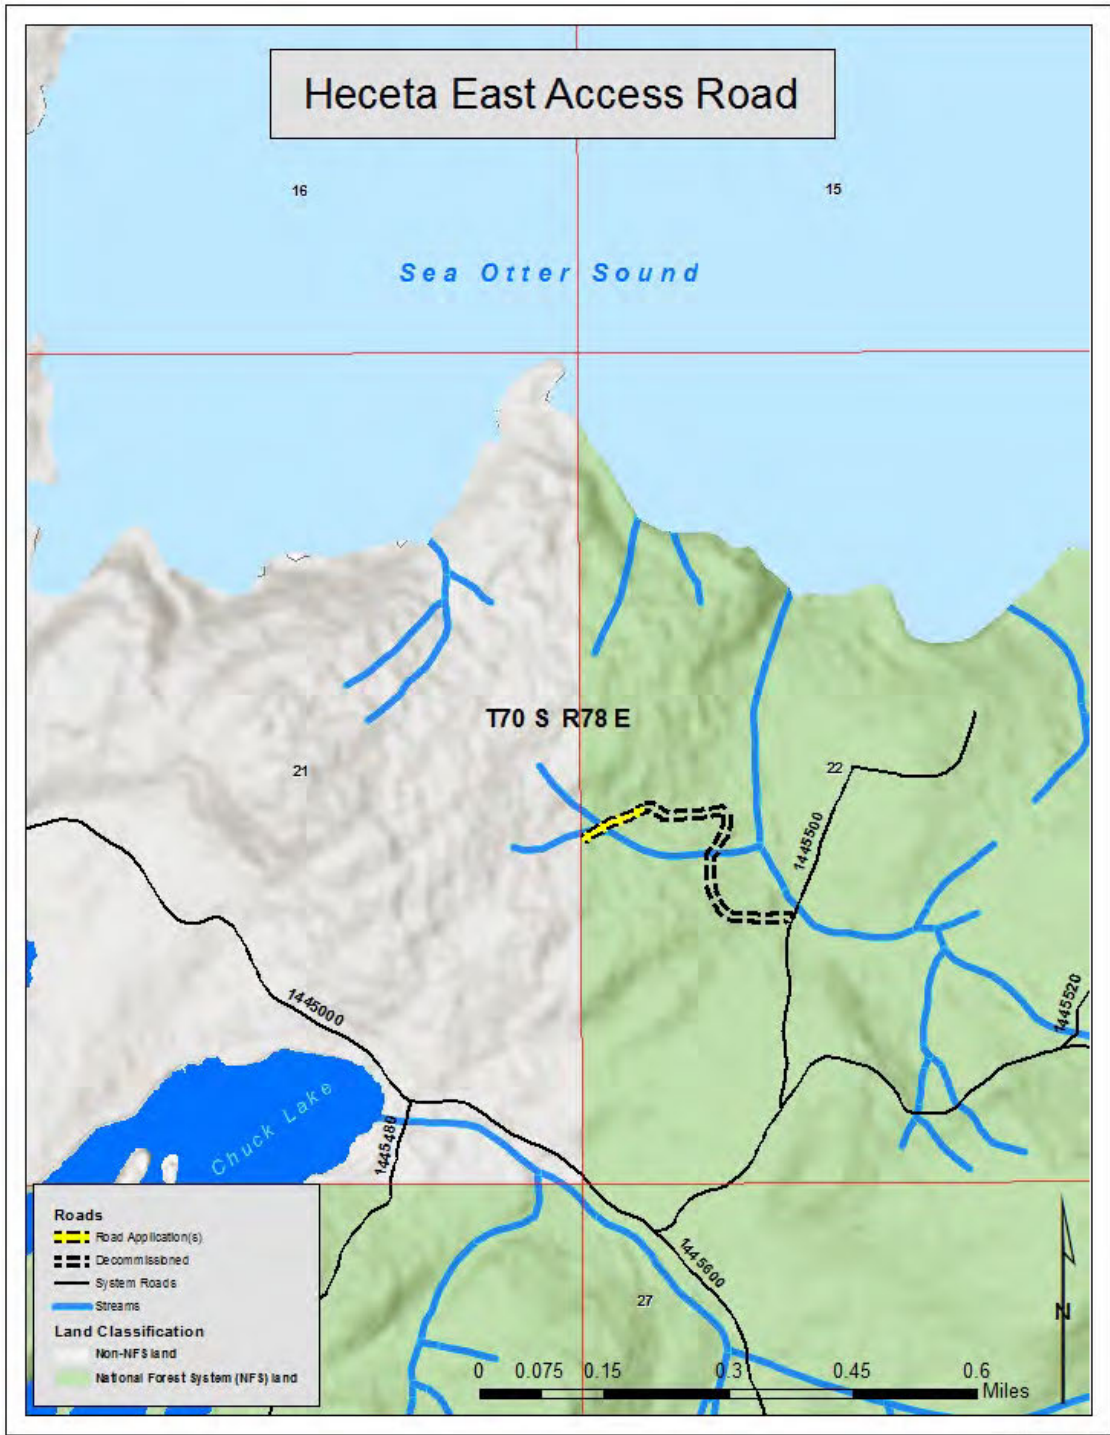 Heceta East Access Road
16
15
Sea Otter Sound
T70 S R78 E
21
22
1445500
1445520
1445000
Chuck Lake
1445480
1445600
27
Roads
Road Application(s)
Decommissioned
System Roads
Streams
Land Classification
Non-NFS land
National Forest System (NFS) land
N
0 0.075 0.15 0.3 0.45 0.6
Miles